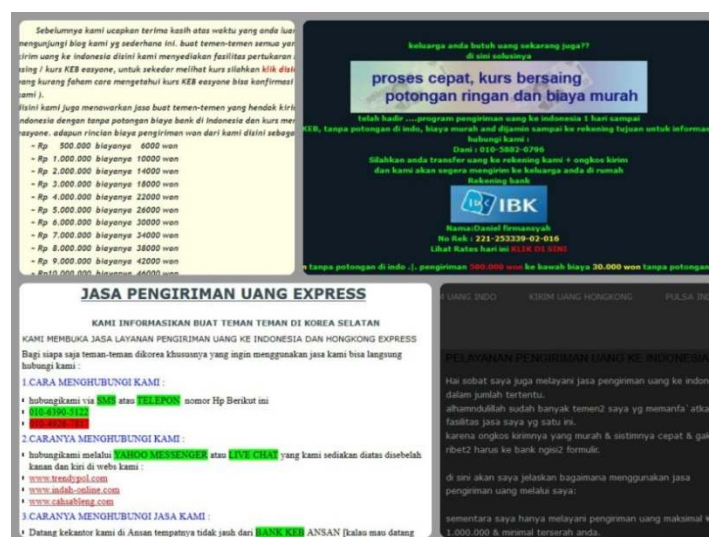 Sebelumnya kami ucapkan terima kasih atas waktu yang anda luan
mengunjungi blog kami yg sederhana ini. buat temen-temen semua yan
kirim uang ke indonesia disini kami menyediakan fasilitas pertukaran
asing / kurs KEB easyone, untuk sekedar melihat kurs silahkan klik disin
yang kurang faham cara mengetahui kurs KEB easyone bisa konfirmasi
kami ).
disini kami juga menawarkan jasa buat temen-temen yang hendak kiri
indonesia dengan tanpa potongan biaya bank di Indonesia dan kurs me
easyone. adapun rincian biaya pengiriman won dari kami disini sebaga
~ Rp 500.000 biayanya 6000 won
~ Rp 1.000.000 biayanya 10000 won
~ Rp 2.000.000 biayanya 14000 won
~ Rp 3.000.000 biayanya 18000 won
~ Rp 4.000.000 biayanya 22000 won
~ Rp 5.000.000 biayanya 26000 won
~ Rp 6.000.000 biayanya 30000 won
~ Rp 7.000.000 biayanya 34000 won
~ Rp 8.000.000 biayanya 38000 won
~ Rp 9.000.000 biayanya 42000 won
~ Rp10.000.000 biayanya 46000 won
keluarga anda butuh uang sekarang juga??
di sini solusinya
proses cepat, kurs bersaing
potongan ringan dan biaya murah
telah hadir ....program pengiriman uang ke indonesia 1 hari sampai
KEB, tanpa potongan di indo, biaya murah and dijamin sampai ke rekening tujuan untuk informas
hubungi kami :
Dani : 010-5882-0796
Silahkan anda transfer uang ke rekening kami + ongkos kirim
dan kami akan segera mengirim ke keluarga anda di rumah
Rekening bank
IBK
Nama:Daniel firmansyah
No Rek : 221-253339-02-016
Lihat Rates hari ini KLIK DI SINI
n tanpa potongan di indo .|. pengiriman 500.000 won ke bawah biaya 30.000 won tanpa potongan
JASA PENGIRIMAN UANG EXPRESS
KAMI INFORMASIKAN BUAT TEMAN TEMAN DI KOREA SELATAN
KAMI MEMBUKA JASA LAYANAN PENGIRIMAN UANG KE INDONESIA DAN HONGKONG EXPRESS
Bagi siapa saja teman-teman dikorea khususnya yang ingin menggunakan jasa kami bisa langsung
hubungi kami :
1.CARA MENGHUBUNGI KAMI :
hubungikami via SMS atau TELEPON nomor Hp Berikut ini
010-6390-5122
2.CARANYA MENGHUBUNGI KAMI :
hubungikami melalui YAHOO MESSENGER atau LIVE CHAT yang kami sediakan diatas disebelah
kanan dan kiri di webs kami :
www.trendypol.com
www.indah-online.com
www.cahsableng.com
3.CARANYA MENGHUBUNGI JASA KAMI :
Datang kekantor kami di Ansan tempatnya tidak jauh dari BANK KEB ANSAN [kalau mau datang
UANG INDO KIRIM UANG HONGKONG PULSA IND
PELAYANAN PENGIRIMAN UANG KE INDONESIA
Hai sobat saya juga melayani jasa pengiriman uang ke indon
dalam jumlah tertentu.
alhamndulillah sudah banyak temen2 saya yg memanfa`atka
fasilitas jasa saya yg satu ini.
karena ongkos kirimnya yang murah & sistimnya cepat & gak
ribet2 harus ke bank ngisi2 formulir.
di sini akan saya jelaskan bagaimana menggunakan jasa
pengiriman uang melalui saya:
sementara saya hanya melayani pengiriman uang maksimal
1.000.000 & minimal terserah anda.